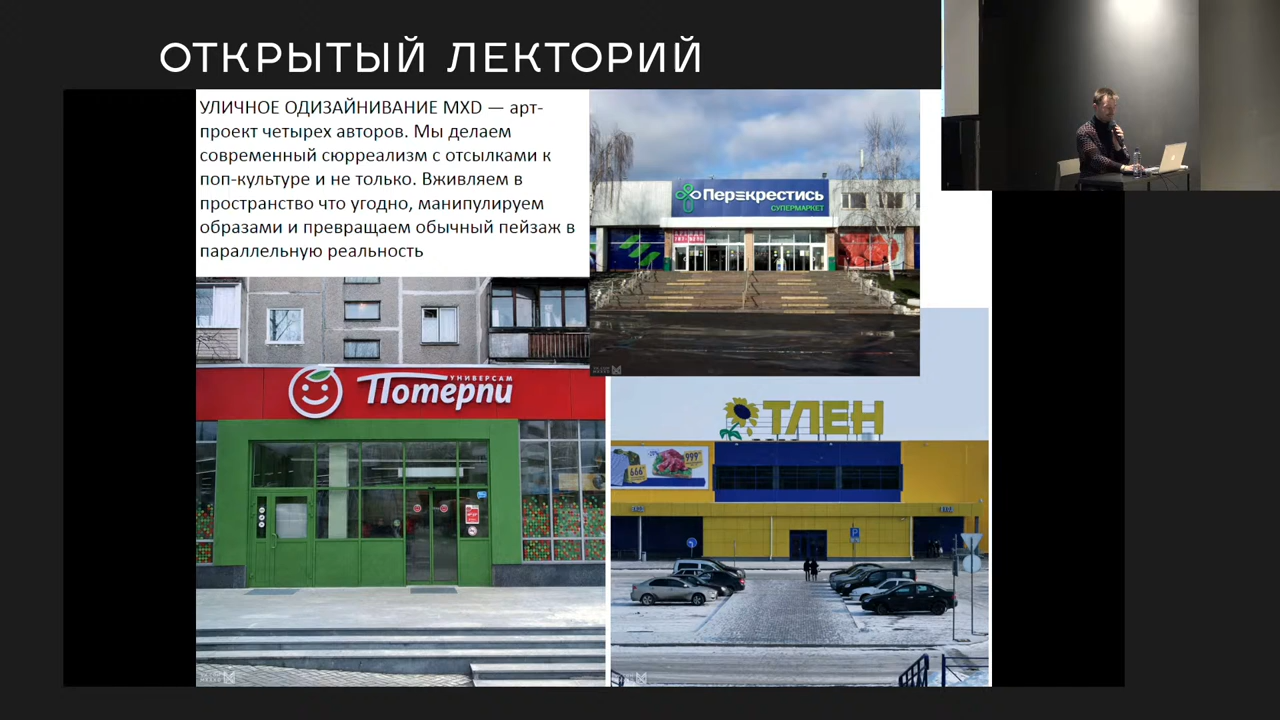 ОТКРЫТЫЙ ЛЕКТОРИЙ
УЛИЧНОЕ ОДИЗАЙНИВАНИЕ MXD — арт-
проект четырех авторов. Мы делаем
современный сюрреализм с отсылками к
поп-культуре и не только. Вживляем в
пространство что угодно, манипулируем
образами и превращаем обычный пейзаж в
параллельную реальность
Перекрестись
СУПЕРМАРКЕТ
УНИВЕРСАМ
Потерпи
ТЛЕН
666
999